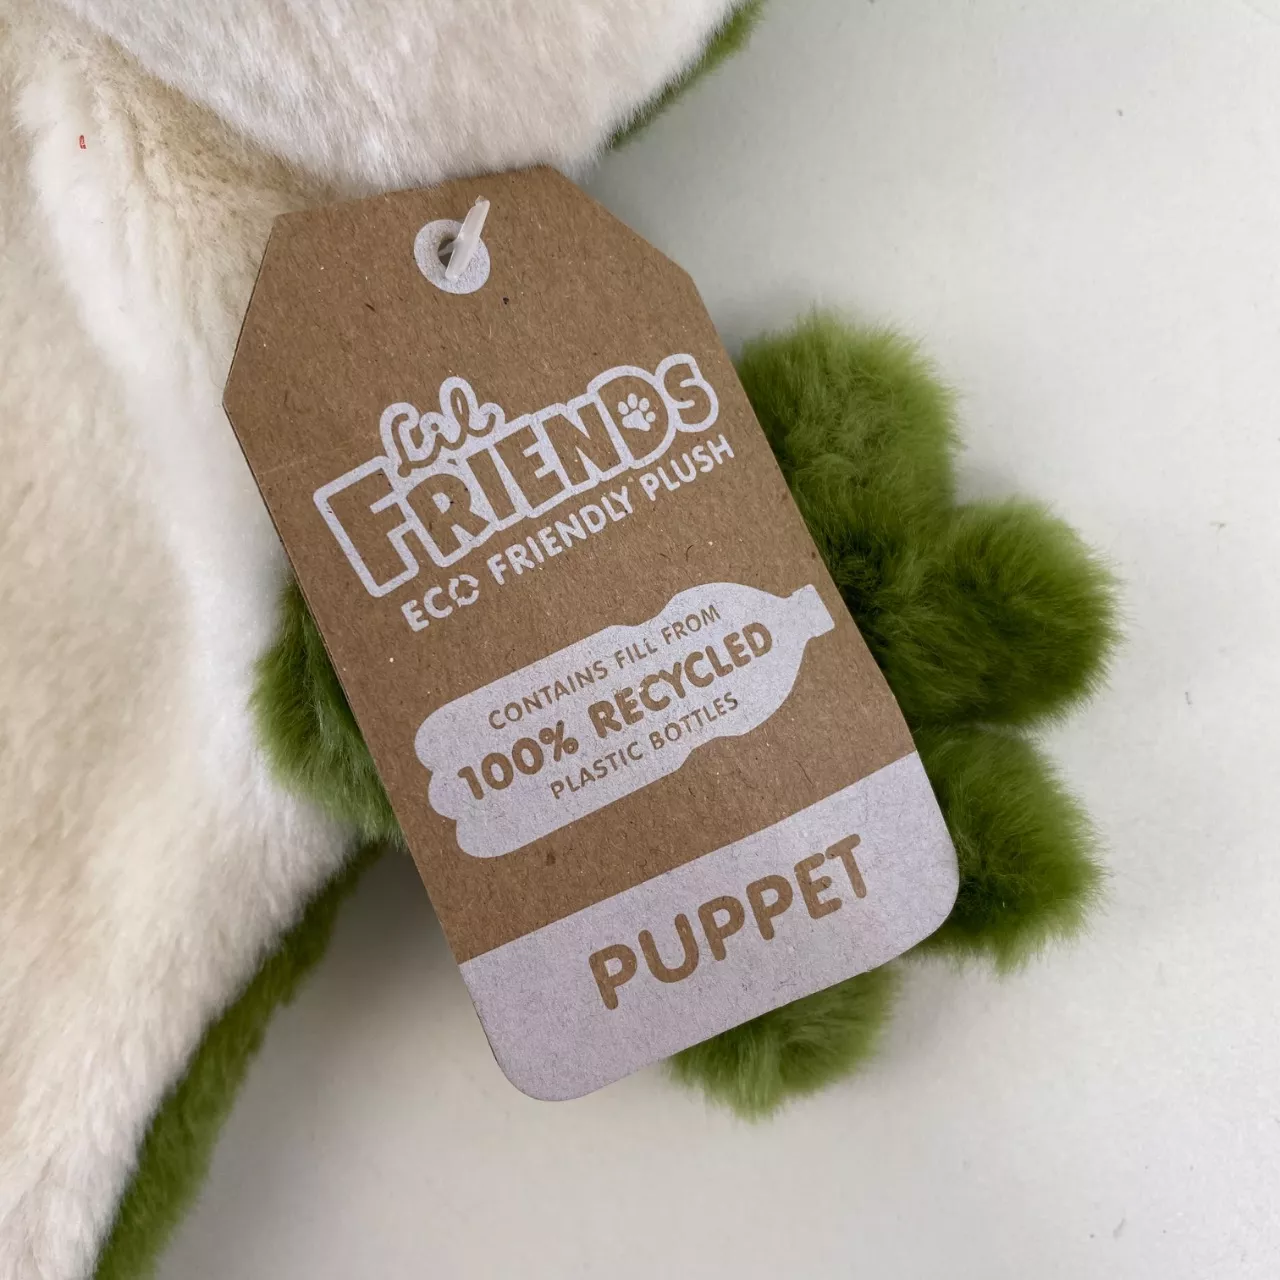 Lil
FRIENDS
ECO FRIENDLY PLUSH
CONTAINS FILL FROM
100% RECYCLED
PLASTIC BOTTLES
PUPPET